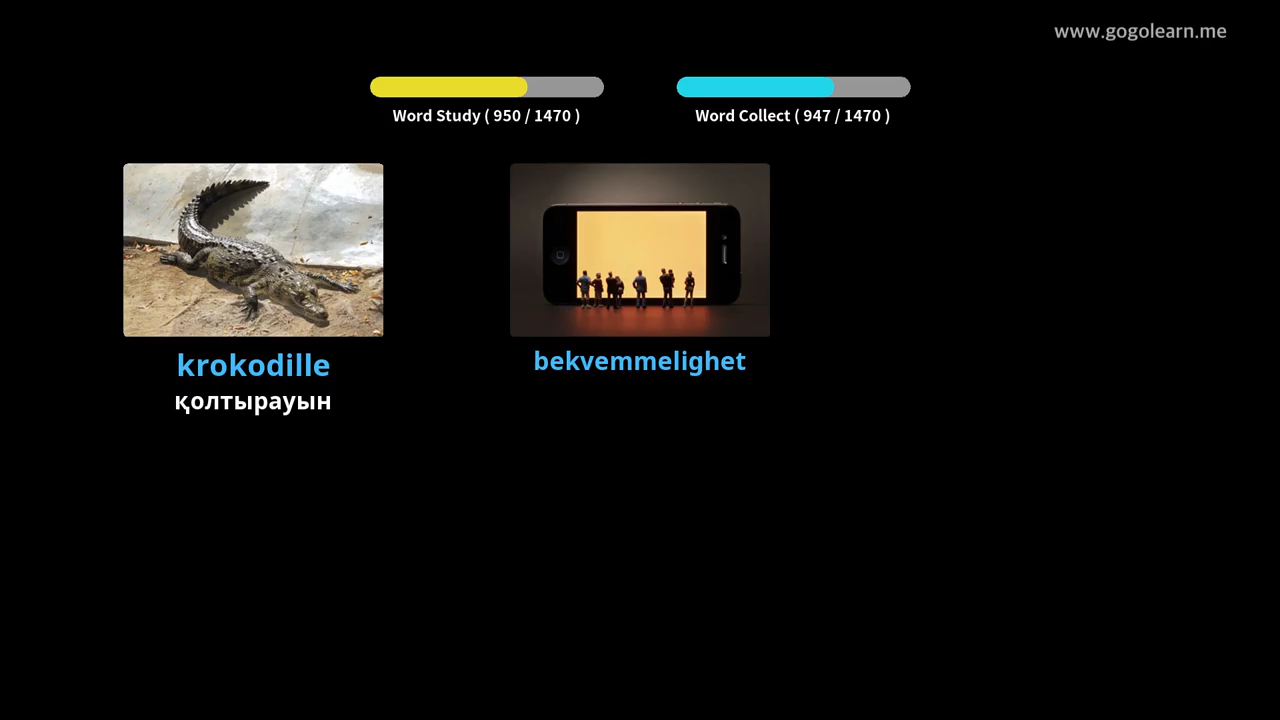 www.gogolearn.me
Word Study ( 950 / 1470 )
Word Collect ( 947 / 1470 )
krokodille
қолтырауын
bekvemmelighet